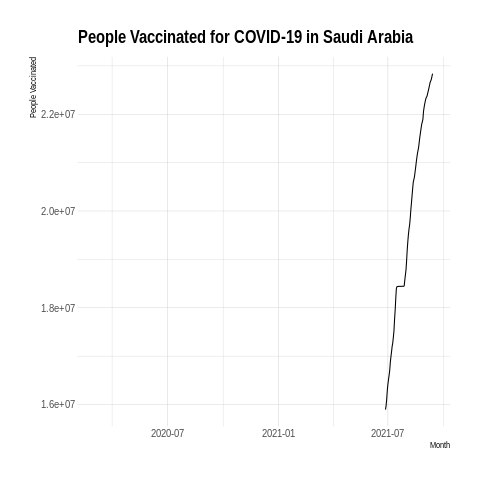 People Vaccinated for COVID-19 in Saudi Arabia
People Vaccinated
2.2e+07
2.0e+07
1.8e+07
1.6e+07
2020-07 2021-01 2021-07
Month